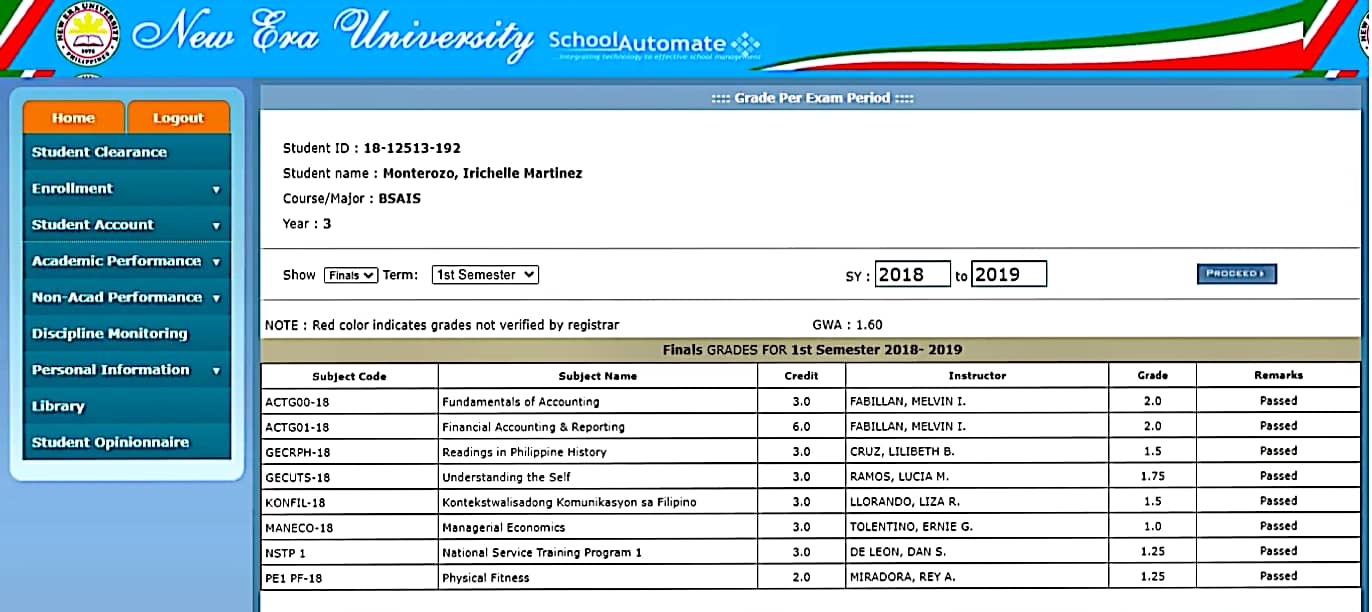 New Era University SchoolAutomate
...integrating technology to effective school management
NEW ERA UNIVERSITY
1975
PHILIPPINES
:::: Grade Per Exam Period ::::
Home Logout
Student Clearance
Enrollment ▼
Student Account ▼
Academic Performance ▼
Non-Acad Performance ▼
Discipline Monitoring
Personal Information ▼
Library
Student Opinionnaire
Student ID : 18-12513-192
Student name : Monterozo, Irichelle Martinez
Course/Major : BSAIS
Year : 3
Show Finals Term: 1st Semester SY : 2018 to 2019 PROCEED
NOTE : Red color indicates grades not verified by registrar GWA : 1.60
Finals GRADES FOR 1st Semester 2018- 2019
Subject Code Subject Name Credit Instructor Grade Remarks
ACTG00-18 Fundamentals of Accounting 3.0 FABILLAN, MELVIN I. 2.0 Passed
ACTG01-18 Financial Accounting & Reporting 6.0 FABILLAN, MELVIN I. 2.0 Passed
GECRPH-18 Readings in Philippine History 3.0 CRUZ, LILIBETH B. 1.5 Passed
GECUTS-18 Understanding the Self 3.0 RAMOS, LUCIA M. 1.75 Passed
KONFIL-18 Kontekstwalisadong Komunikasyon sa Filipino 3.0 LLORANDO, LIZA R. 1.5 Passed
MANECO-18 Managerial Economics 3.0 TOLENTINO, ERNIE G. 1.0 Passed
NSTP 1 National Service Training Program 1 3.0 DE LEON, DAN S. 1.25 Passed
PE1 PF-18 Physical Fitness 2.0 MIRADORA, REY A. 1.25 Passed